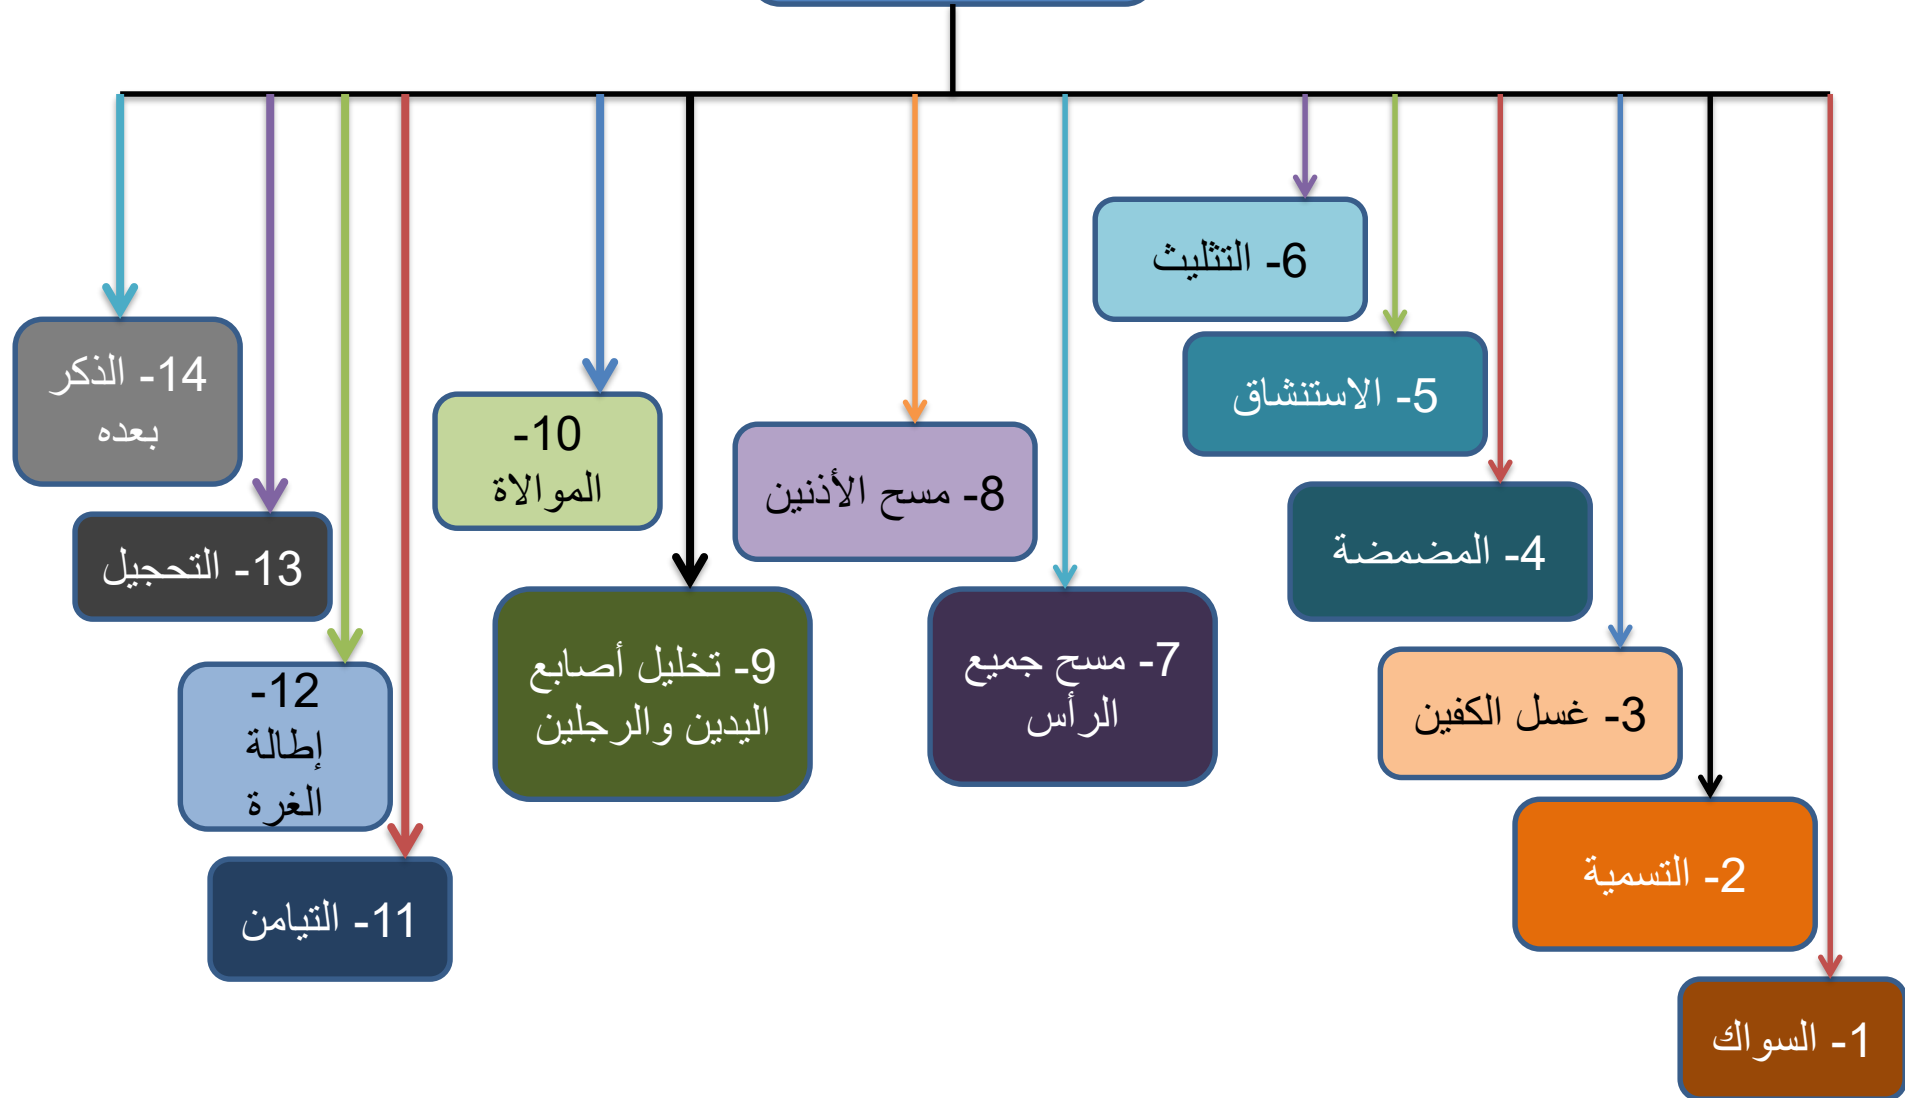 1- السواك
2- التسمية
3- غسل الكفين
4- المضمضة
5- الاستنشاق
6- التثليث
7- مسح جميع
الرأس
8- مسح الأذنين
9- تخليل أصابع
اليدين والرجلين
10-
الموالاة
11- التيامن
12-
إطالة
الغرة
13- التحجيل
14- الذكر
بعده